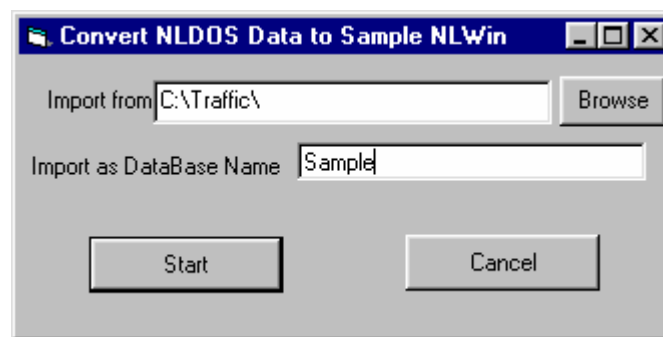 Convert NLDOS Data to Sample NLWin
Import from C:\Traffic\ Browse
Import as DataBase Name Sample
Start Cancel